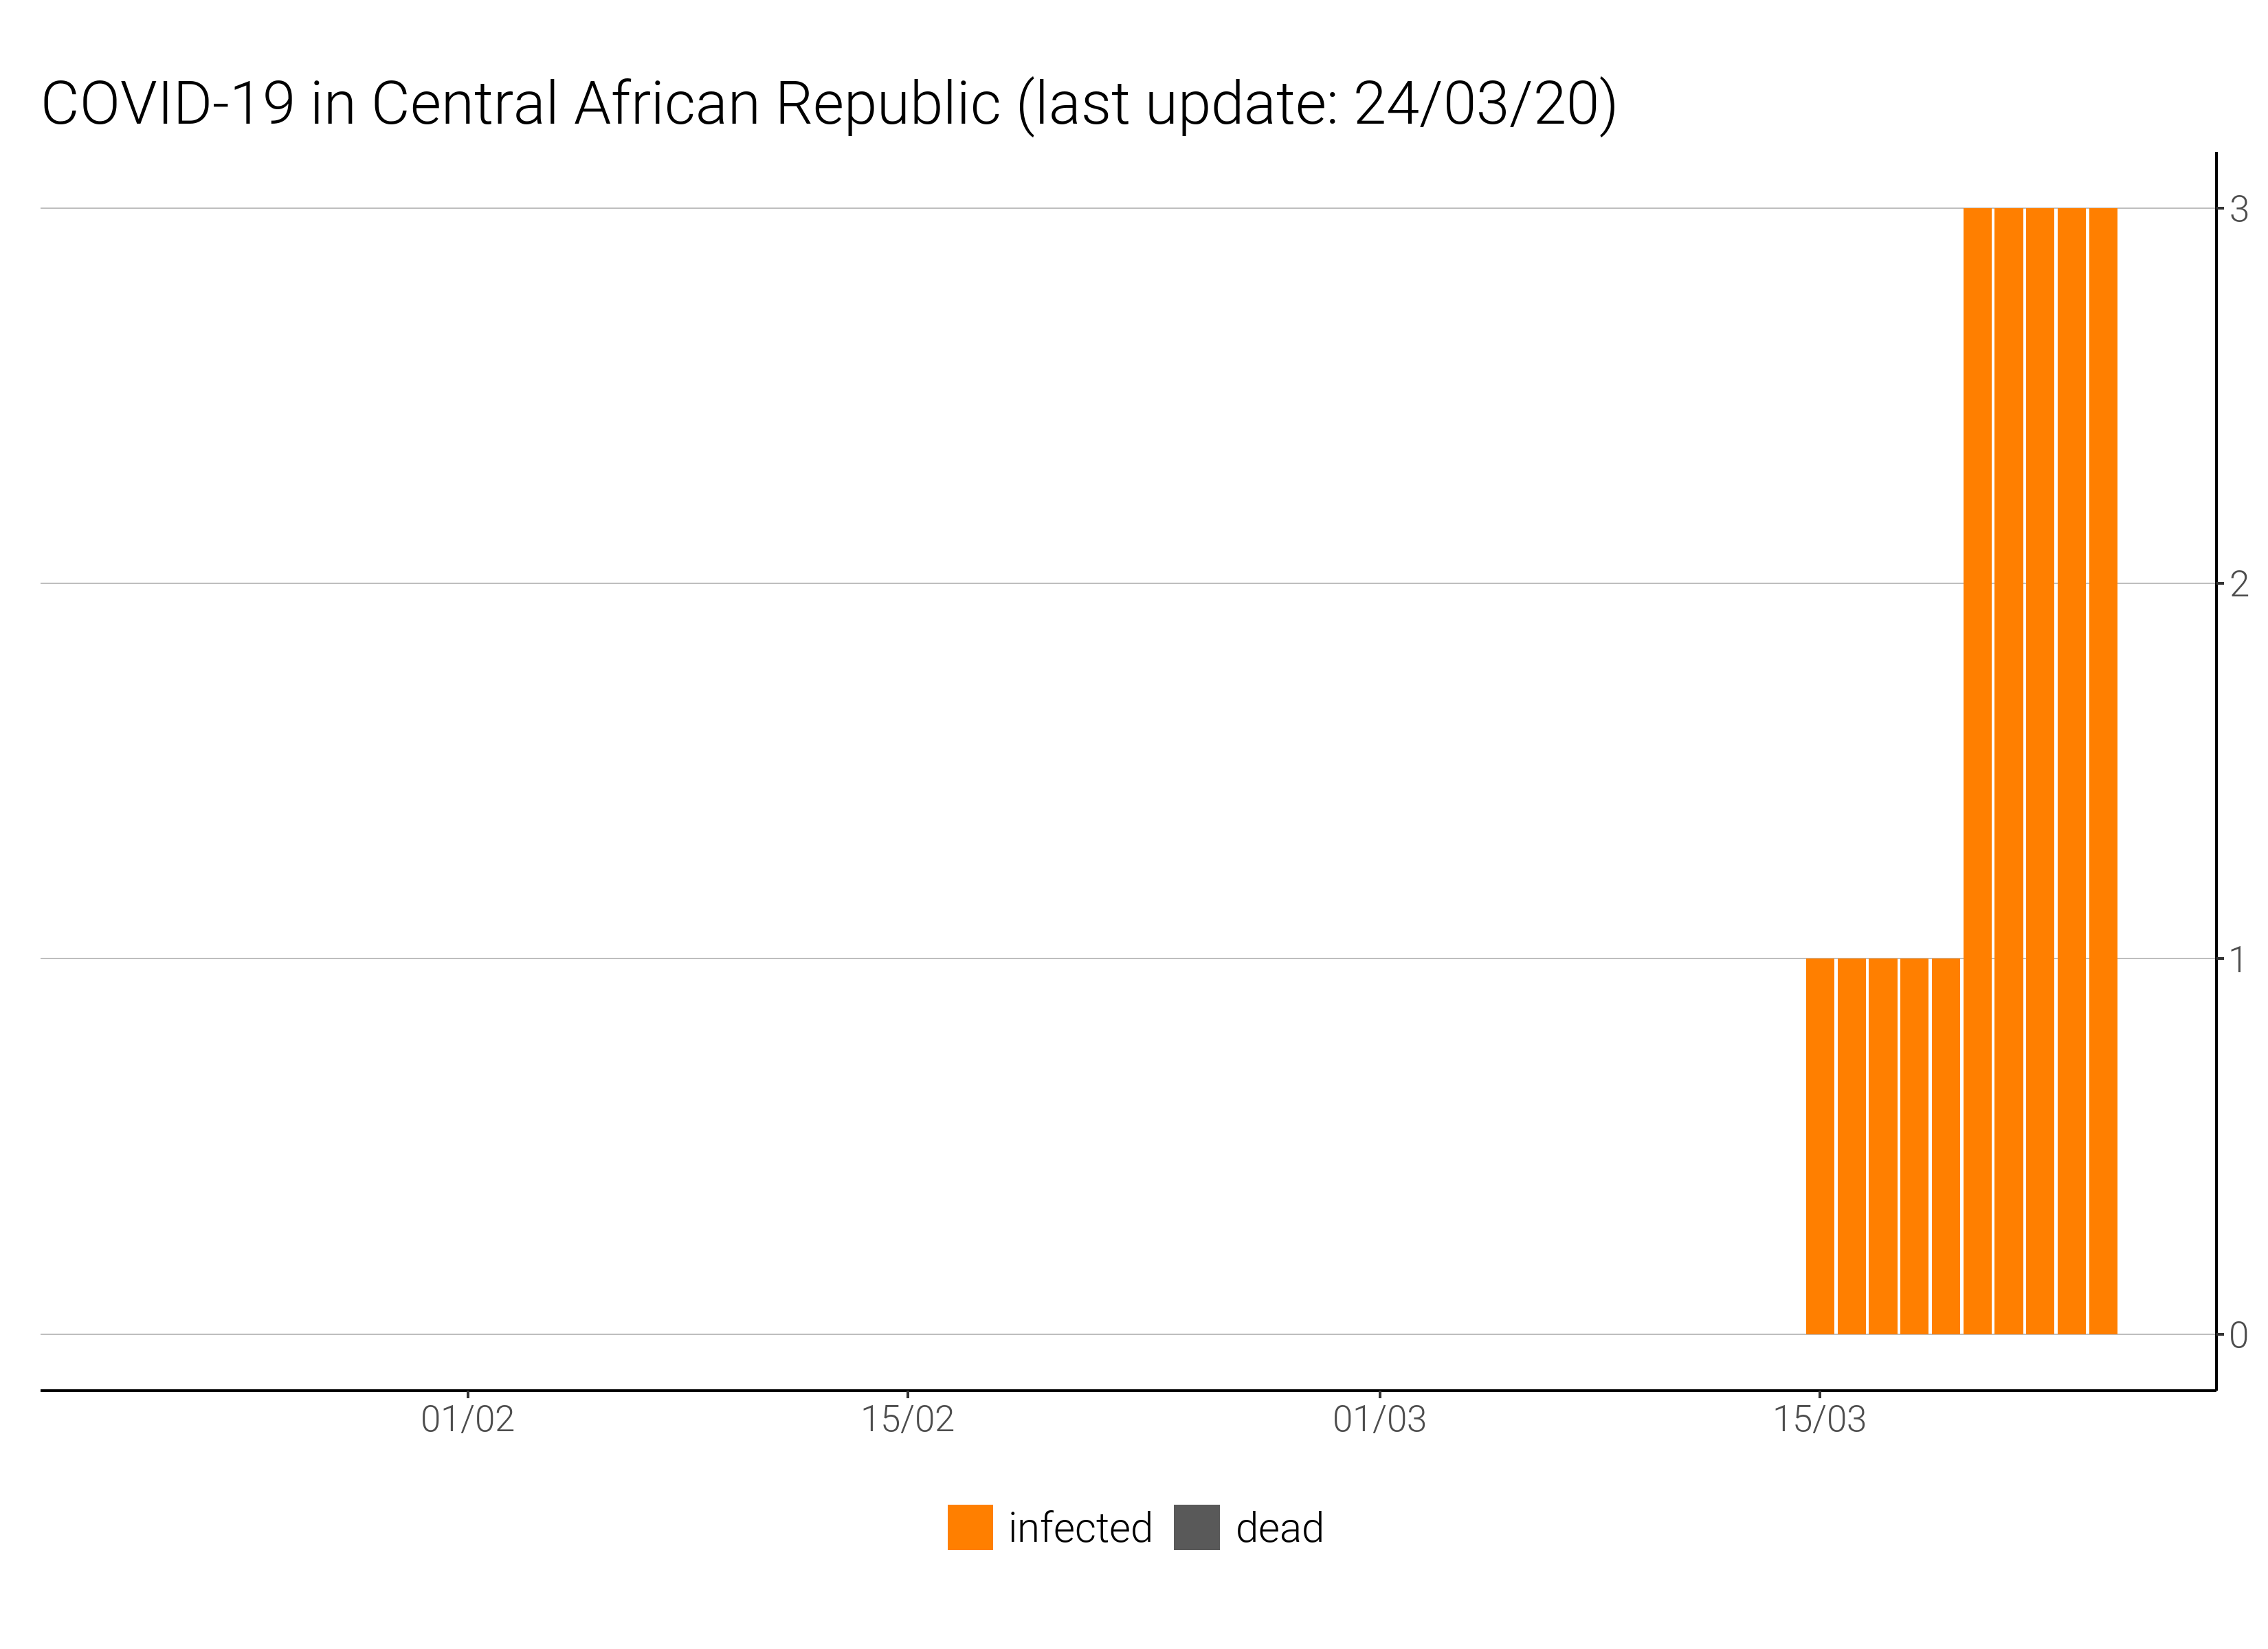 COVID-19 in Central African Republic (last update: 24/03/20)
3
2
1
0
01/02 15/02 01/03 15/03
infected dead